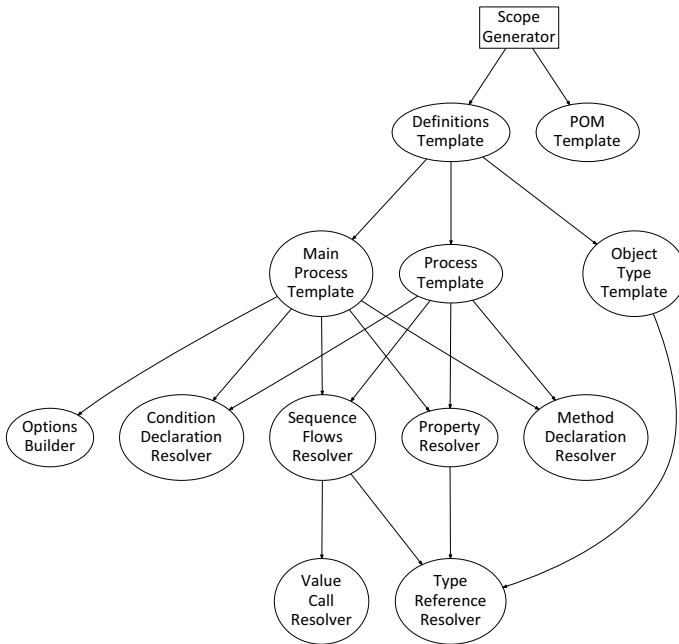 Scope
Generator
Definitions
Template
POM
Template
Main
Process
Template
Process
Template
Object
Type
Template
Options
Builder
Condition
Declaration
Resolver
Sequence
Flows
Resolver
Property
Resolver
Method
Declaration
Resolver
Value
Call
Resolver
Type
Reference
Resolver